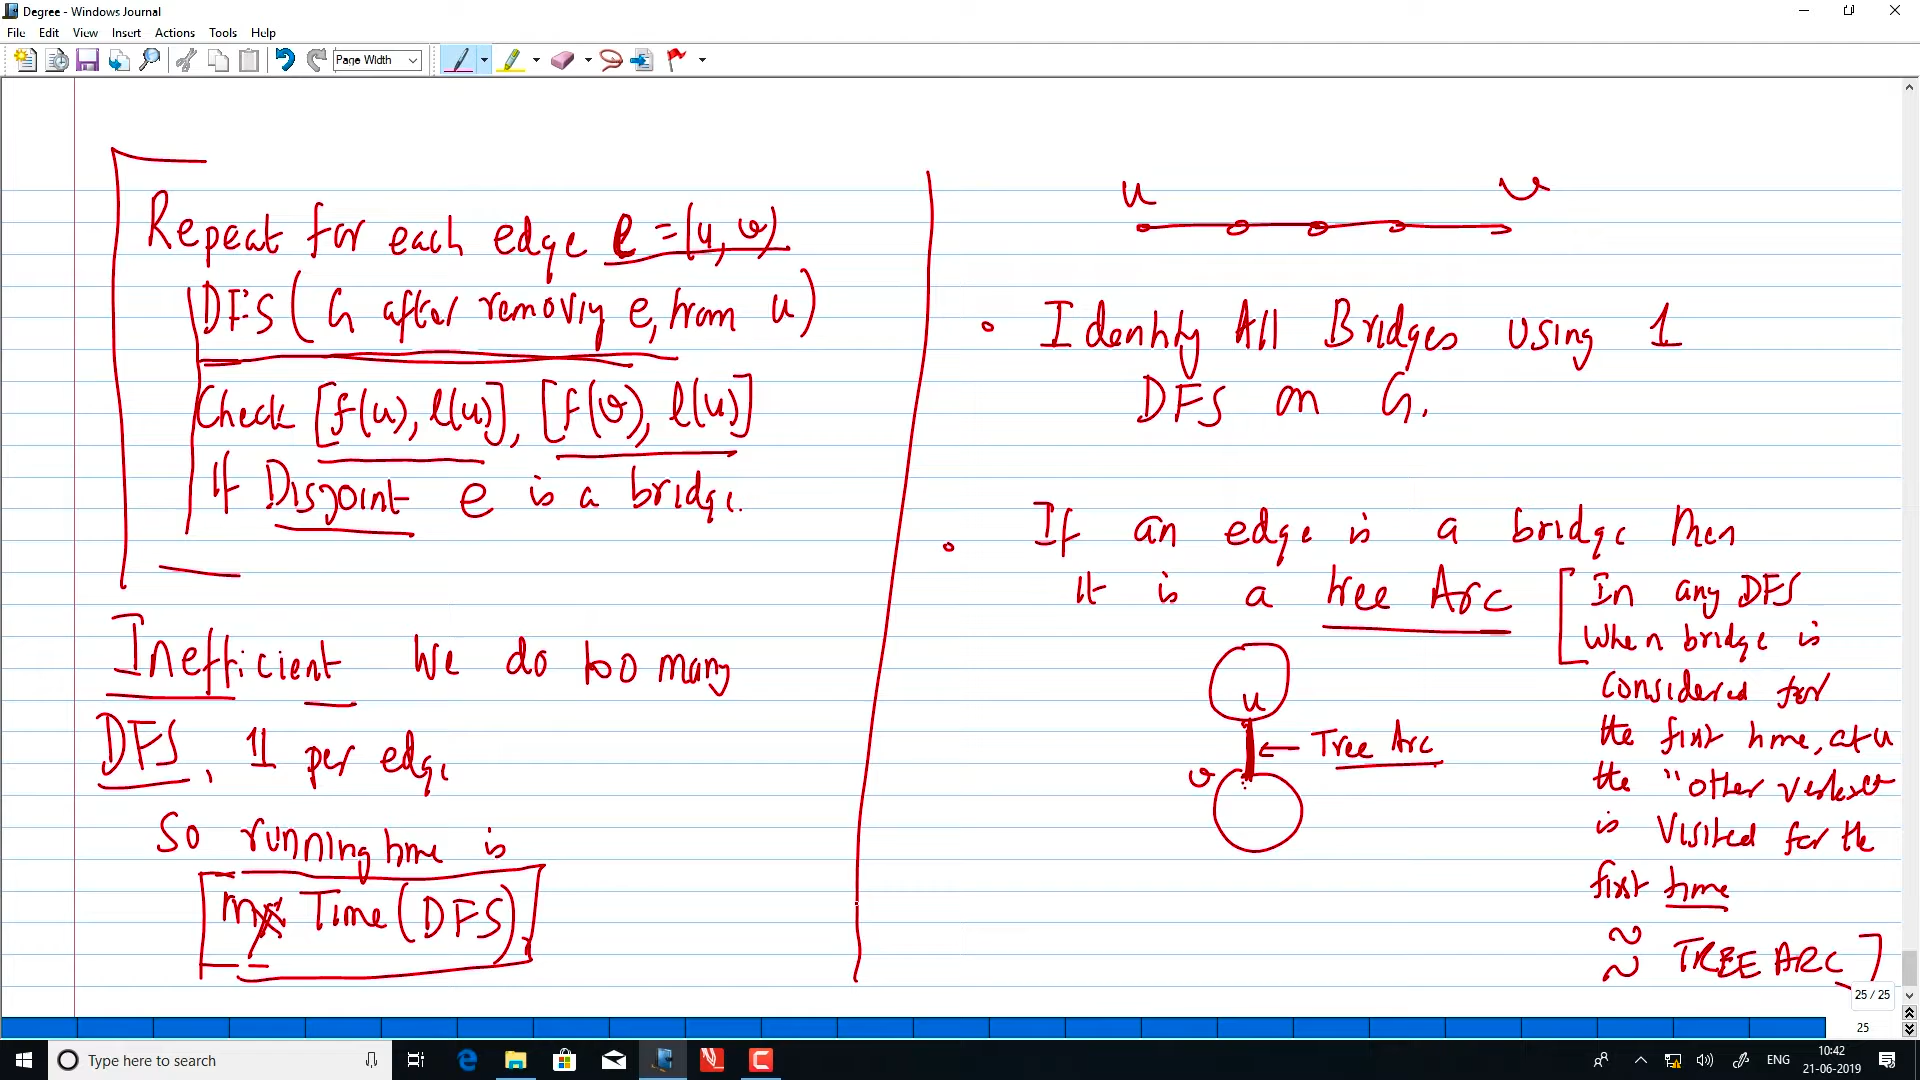 Degree - Windows Journal
File Edit View Insert Actions Tools Help
Page Width
Repeat for each edge e = (u, v)
DFS (G after removing e, from u)
Check [f(u), l(u)], [f(v), l(u)]
If Disjoint e is a bridge.
Inefficient We do too many
DFS, 1 per edge
So running time is
m Time (DFS)
u v
Identify All Bridges using 1
DFS on G.
If an edge is a bridge then
it is a tree Arc
[In any DFS
when bridge is
considered for
the first time, at u
the "other vertex"
is visited for the
first time
≈ TREE ARC]
u
← Tree Arc
v
25 / 25
25
Type here to search
ENG
10:42
21-06-2019